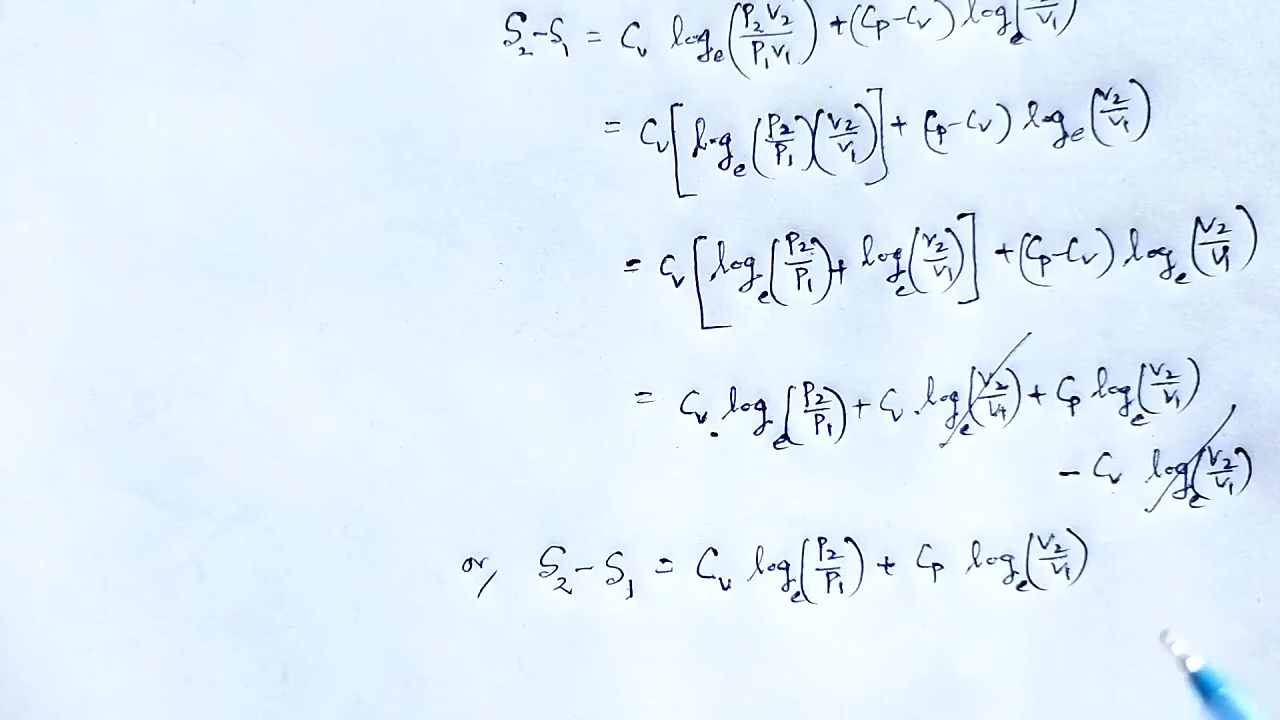 S₂-S₁ = Cᵥ logₑ(P₂V₂/P₁V₁) + (Cp-Cv) logₑ(V₂/V₁)
= Cv[logₑ(P₂/P₁)(V₂/V₁)] + (Cp-Cv) logₑ(V₂/V₁)
= Cv[logₑ(P₂/P₁) + logₑ(V₂/V₁)] + (Cp-Cv) logₑ(V₂/V₁)
= Cv. logₑ(P₂/P₁) + Cv. logₑ(V₂/V₁) + Cp logₑ(V₂/V₁)
- Cv logₑ(V₂/V₁)
or, S₂-S₁ = Cv logₑ(P₂/P₁) + Cp logₑ(V₂/V₁)